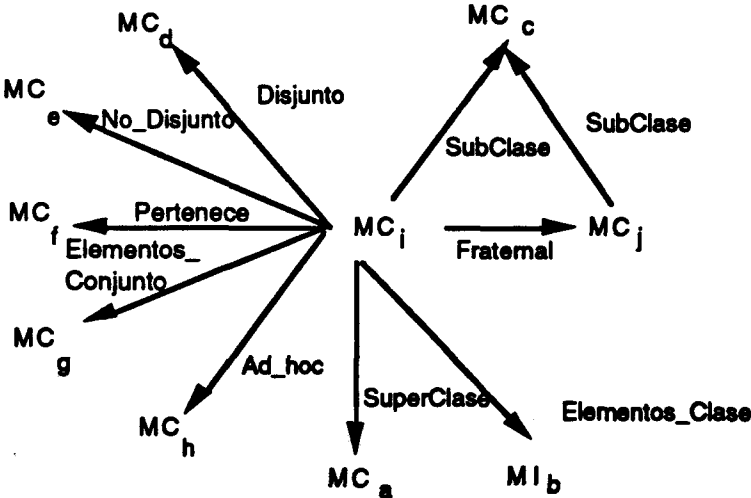 MC d
MC c
MC e
Disjunto
No_Disjunto
SubClase
SubClase
MC f
Pertenece
MC i
MC j
Elementos_
Conjunto
Fraternal
MC g
Ad_hoc
SuperClase
Elementos_Clase
MC h
MC a
MI b